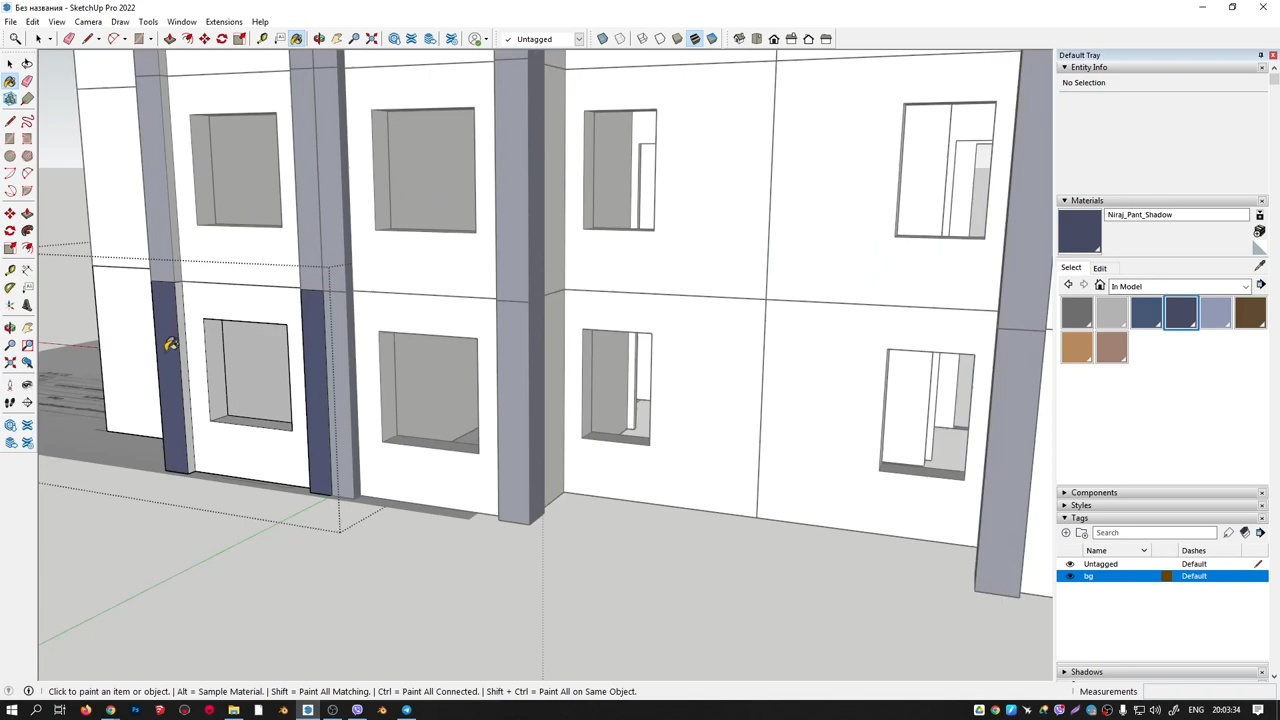 Без названия - SketchUp Pro 2022
File Edit View Camera Draw Tools Window Extensions Help
Untagged
Default Tray
Entity Info
No Selection
Materials
Niraj_Pant_Shadow
Select Edit
In Model
Components
Styles
Tags
Search
Name Dashes
Untagged Default
bg Default
Shadows
Click to paint an item or object. | Alt = Sample Material. | Shift = Paint All Matching. | Ctrl = Paint All Connected. | Shift + Ctrl = Paint All on Same Object.
Measurements
ENG 20:03:34